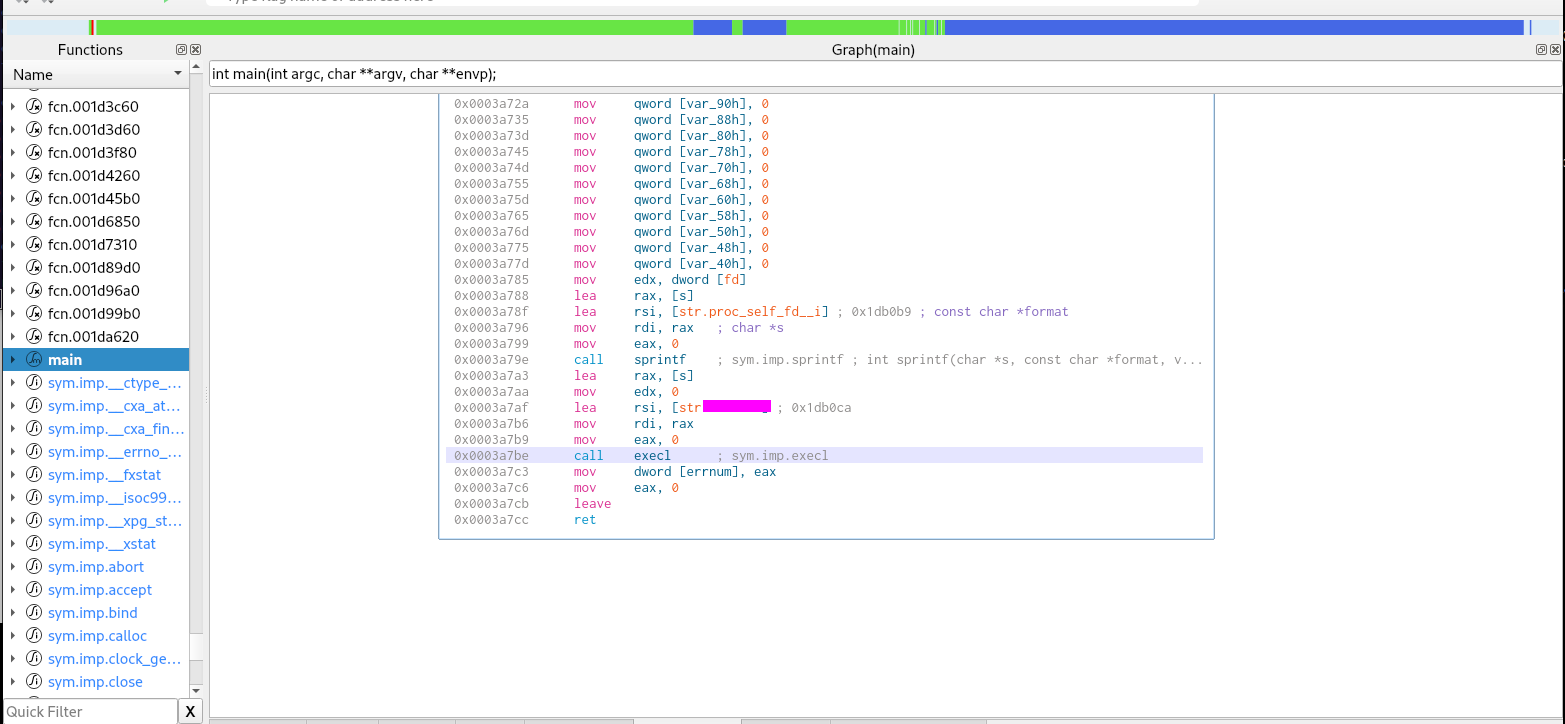 Functions
Name
fcn.001d3c60
fcn.001d3d60
fcn.001d3f80
fcn.001d4260
fcn.001d45b0
fcn.001d6850
fcn.001d7310
fcn.001d89d0
fcn.001d96a0
fcn.001d99b0
fcn.001da620
main
sym.imp.__ctype_...
sym.imp.__cxa_at...
sym.imp.__cxa_fin...
sym.imp.__errno_...
sym.imp.__fxstat
sym.imp.__isoc99...
sym.imp.__xpg_st...
sym.imp.__xstat
sym.imp.abort
sym.imp.accept
sym.imp.bind
sym.imp.calloc
sym.imp.clock_ge...
sym.imp.close
Quick Filter
X
Graph(main)
int main(int argc, char **argv, char **envp);
0x0003a72a mov qword [var_90h], 0
0x0003a735 mov qword [var_88h], 0
0x0003a73d mov qword [var_80h], 0
0x0003a745 mov qword [var_78h], 0
0x0003a74d mov qword [var_70h], 0
0x0003a755 mov qword [var_68h], 0
0x0003a75d mov qword [var_60h], 0
0x0003a765 mov qword [var_58h], 0
0x0003a76d mov qword [var_50h], 0
0x0003a775 mov qword [var_48h], 0
0x0003a77d mov qword [var_40h], 0
0x0003a785 mov edx, dword [fd]
0x0003a788 lea rax, [s]
0x0003a78f lea rsi, [str.proc_self_fd__i] ; 0x1db0b9 ; const char *format
0x0003a796 mov rdi, rax ; char *s
0x0003a799 mov eax, 0
0x0003a79e call sprintf ; sym.imp.sprintf ; int sprintf(char *s, const char *format, v...
0x0003a7a3 lea rax, [s]
0x0003a7aa mov edx, 0
0x0003a7af lea rsi, [str ] ; 0x1db0ca
0x0003a7b6 mov rdi, rax
0x0003a7b9 mov eax, 0
0x0003a7be call execl ; sym.imp.execl
0x0003a7c3 mov dword [errnum], eax
0x0003a7c6 mov eax, 0
0x0003a7cb leave
0x0003a7cc ret